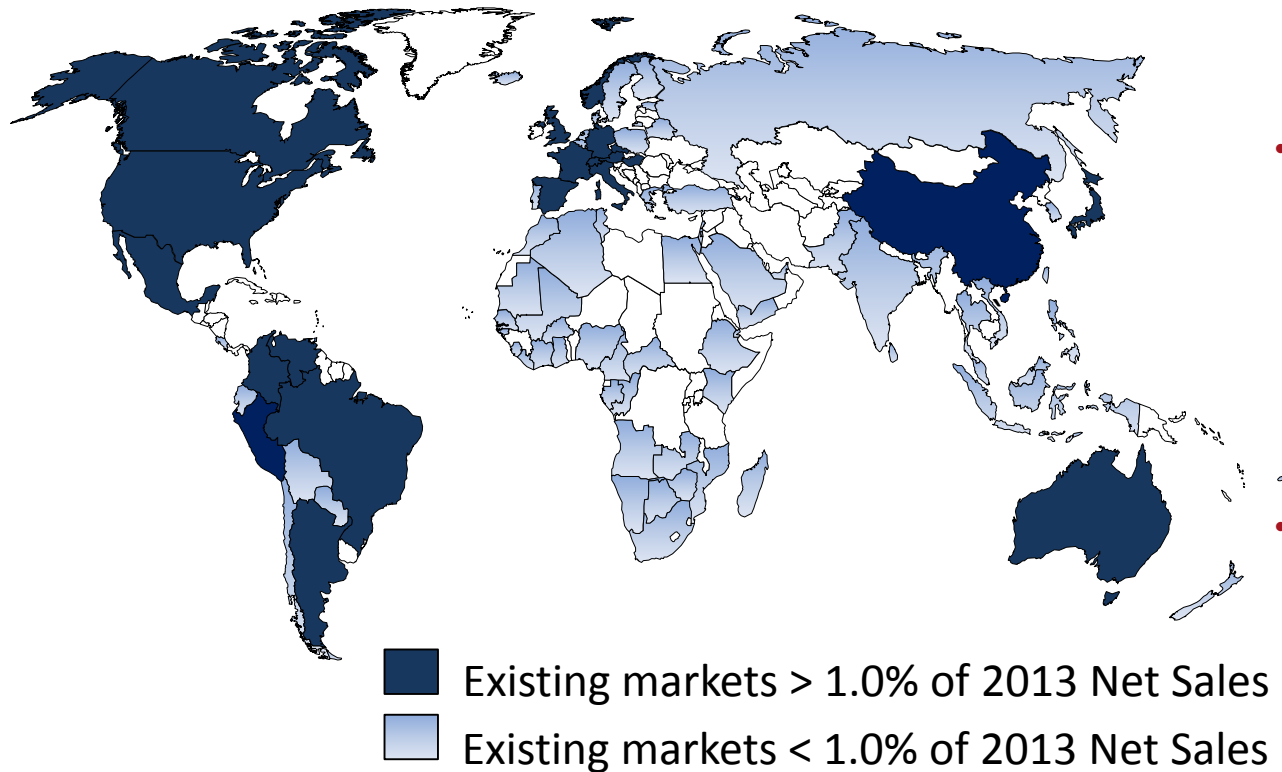 Existing markets > 1.0% of 2013 Net Sales
Existing markets < 1.0% of 2013 Net Sales